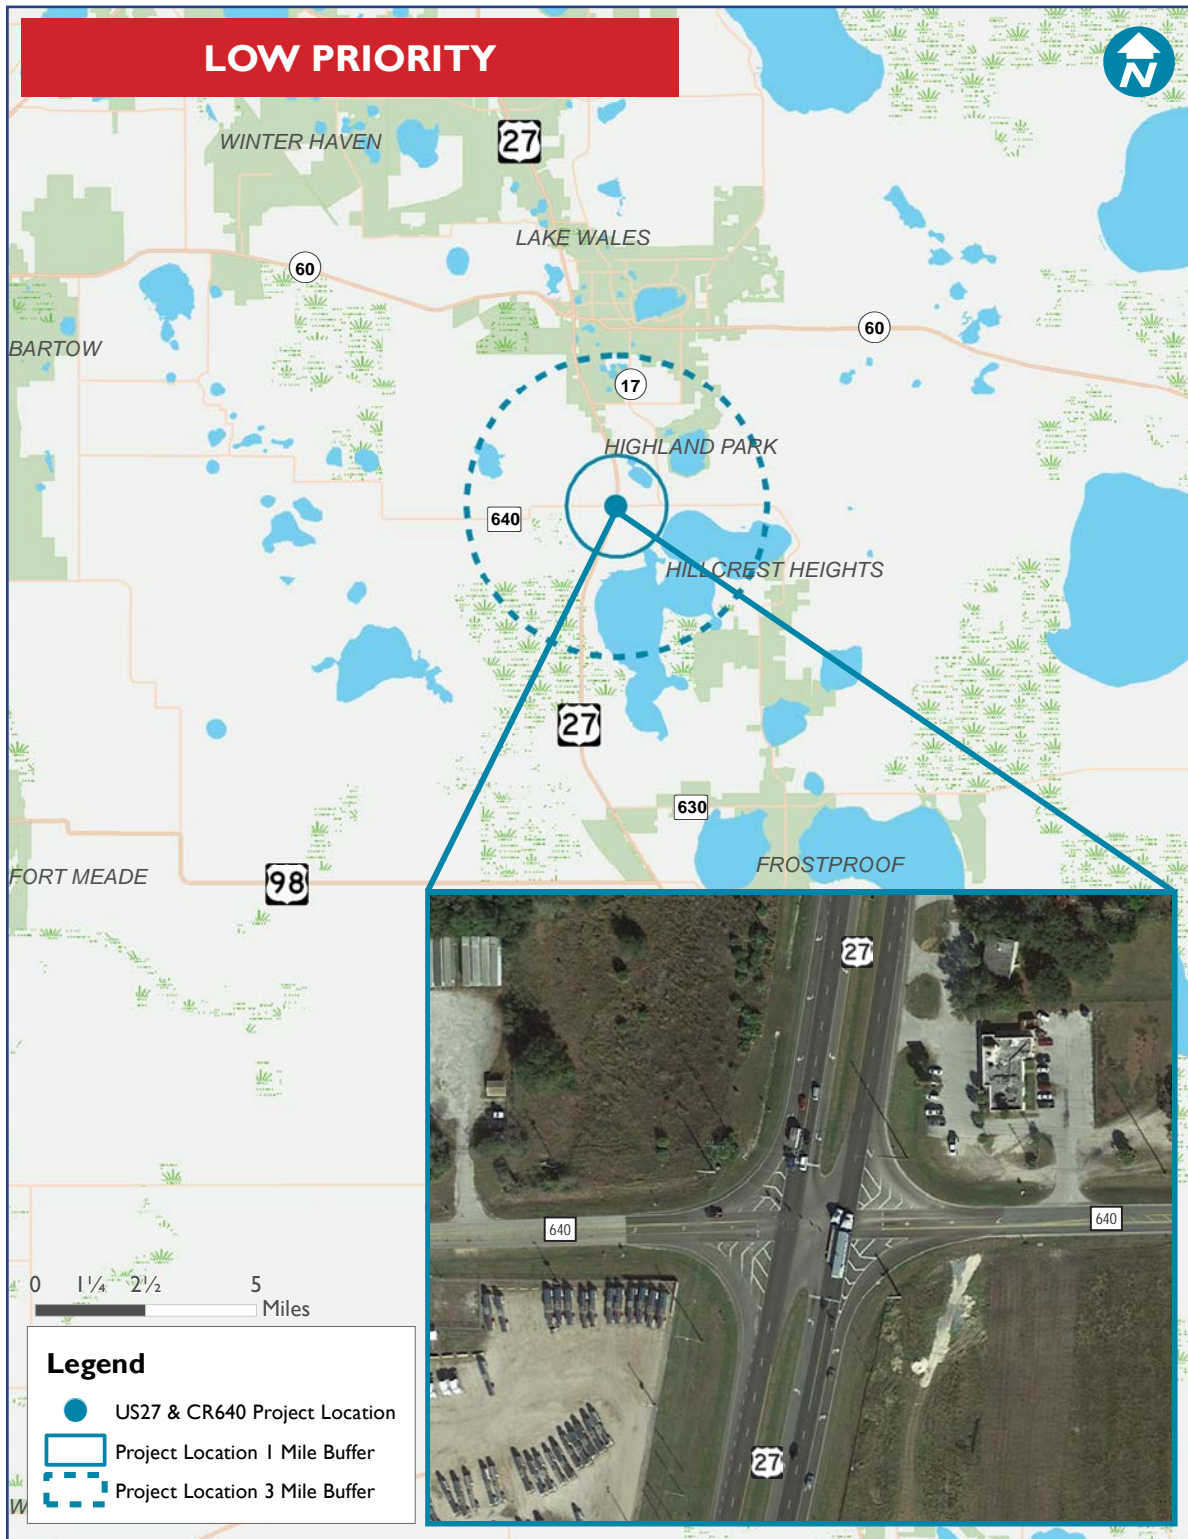 LOW PRIORITY
N
WINTER HAVEN
27
LAKE WALES
60
60
BARTOW
17
HIGHLAND PARK
640
HILLCREST HEIGHTS
27
630
FROSTPROOF
FORT MEADE
98
27
640
640
27
0 1¼ 2½ 5
Miles
Legend
US27 & CR640 Project Location
Project Location 1 Mile Buffer
Project Location 3 Mile Buffer
W